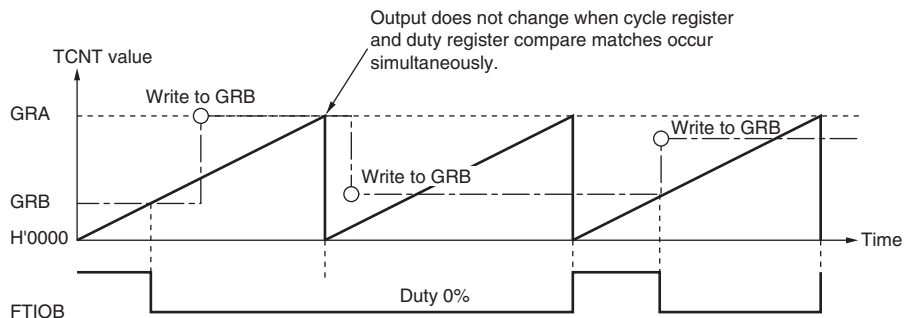 Output does not change when cycle register
and duty register compare matches occur
simultaneously.
TCNT value
Write to GRB
GRA
Write to GRB
Write to GRB
GRB
H'0000
Time
Duty 0%
FTIOB